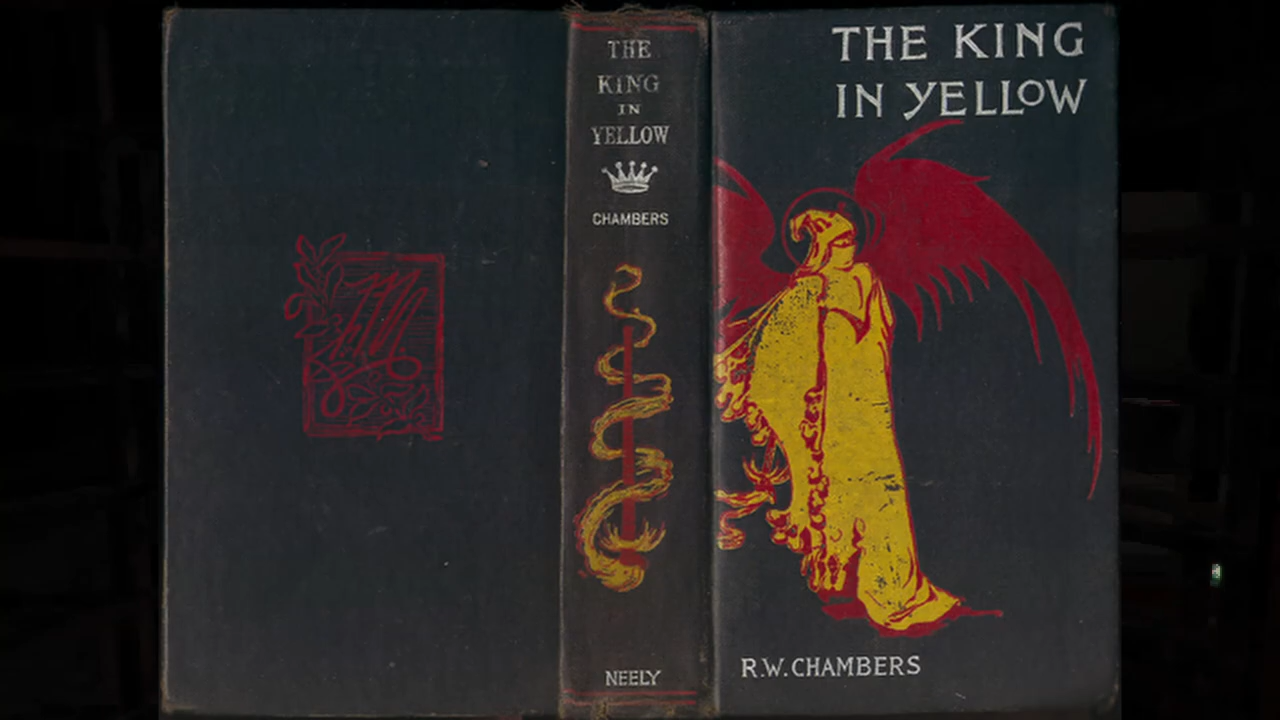 THE
KING
IN
YELLOW
CHAMBERS
NEELY
THE KING
IN YELLOW
R.W. CHAMBERS